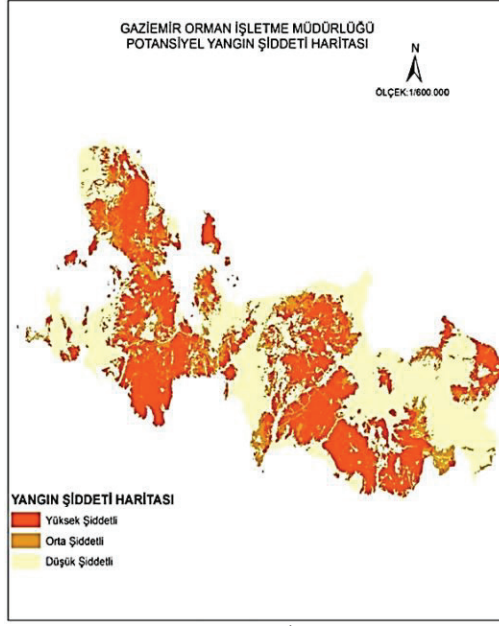 GAZİEMİR ORMAN İŞLETME MÜDÜRLÜĞÜ
POTANSİYEL YANGIN ŞİDDETİ HARİTASI
N
ÖLÇEK:1/600.000
YANGIN ŞİDDETİ HARİTASI
Yüksek Şiddetli
Orta Şiddetli
Düşük Şiddetli